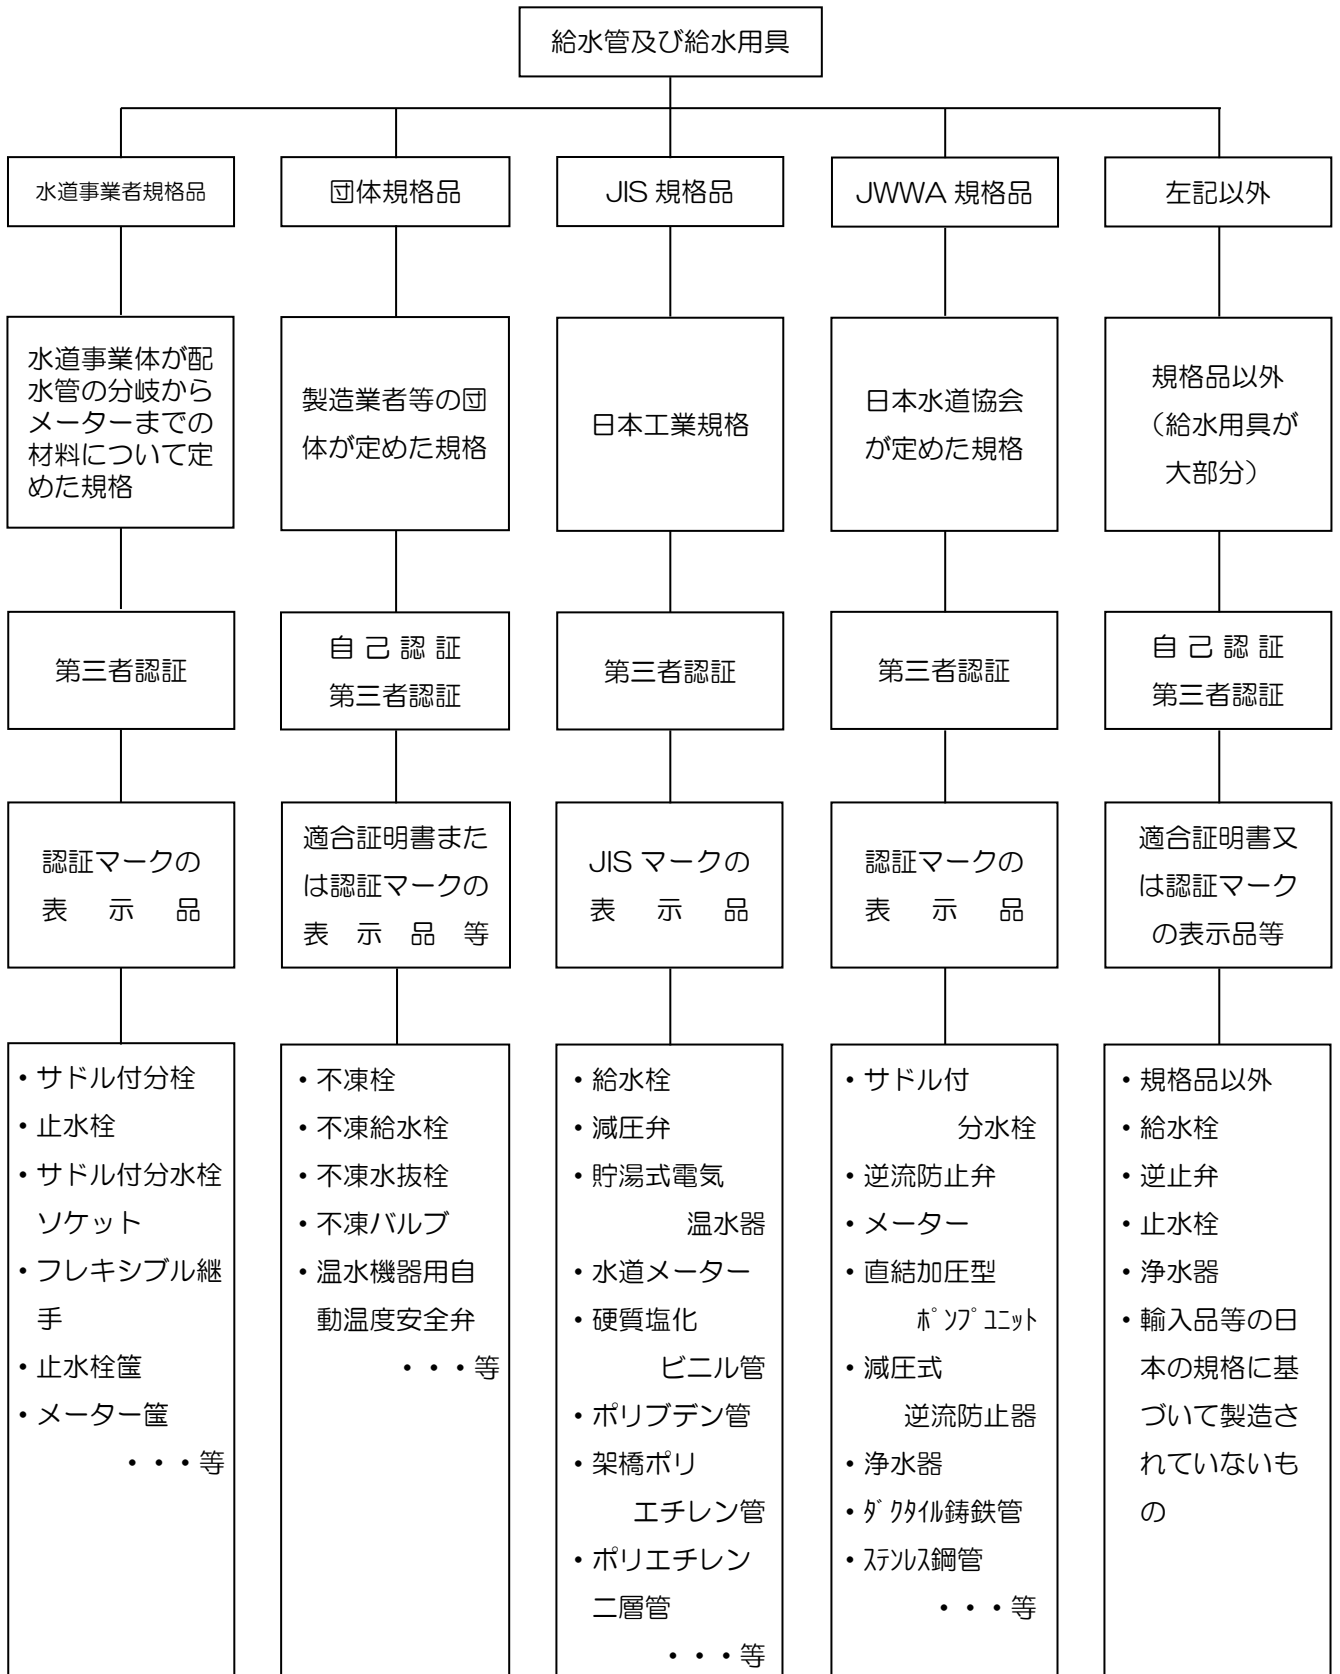 給水管及び給水用具
水道事業者規格品
団体規格品
JIS 規格品
JWWA 規格品
左記以外
水道事業体が配
水管の分岐から
メーターまでの
材料について定
めた規格
製造業者等の団
体が定めた規格
日本工業規格
日本水道協会
が定めた規格
規格品以外
（給水用具が
大部分）
第三者認証
自 己 認 証
第三者認証
第三者認証
第三者認証
自 己 認 証
第三者認証
認証マークの
表 示 品
適合証明書また
は認証マークの
表 示 品 等
JIS マークの
表 示 品
認証マークの
表 示 品
適合証明書又
は認証マーク
の表示品等
・サドル付分栓
・止水栓
・サドル付分水栓
ソケット
・フレキシブル継
手
・止水栓筺
・メーター筺
・・・等
・不凍栓
・不凍給水栓
・不凍水抜栓
・不凍バルブ
・温水機器用自
動温度安全弁
・・・等
・給水栓
・減圧弁
・貯湯式電気
温水器
・水道メーター
・硬質塩化
ビニル管
・ポリブデン管
・架橋ポリ
エチレン管
・ポリエチレン
二層管
・・・等
・サドル付
分水栓
・逆流防止弁
・メーター
・直結加圧型
ﾎﾟﾝﾌﾟﾕﾆｯﾄ
・減圧式
逆流防止器
・浄水器
・ﾀﾞｸﾀｲﾙ鋳鉄管
・ｽﾃﾝﾚｽ鋼管
・・・等
・規格品以外
・給水栓
・逆止弁
・止水栓
・浄水器
・輸入品等の日
本の規格に基
づいて製造さ
れていないも
の